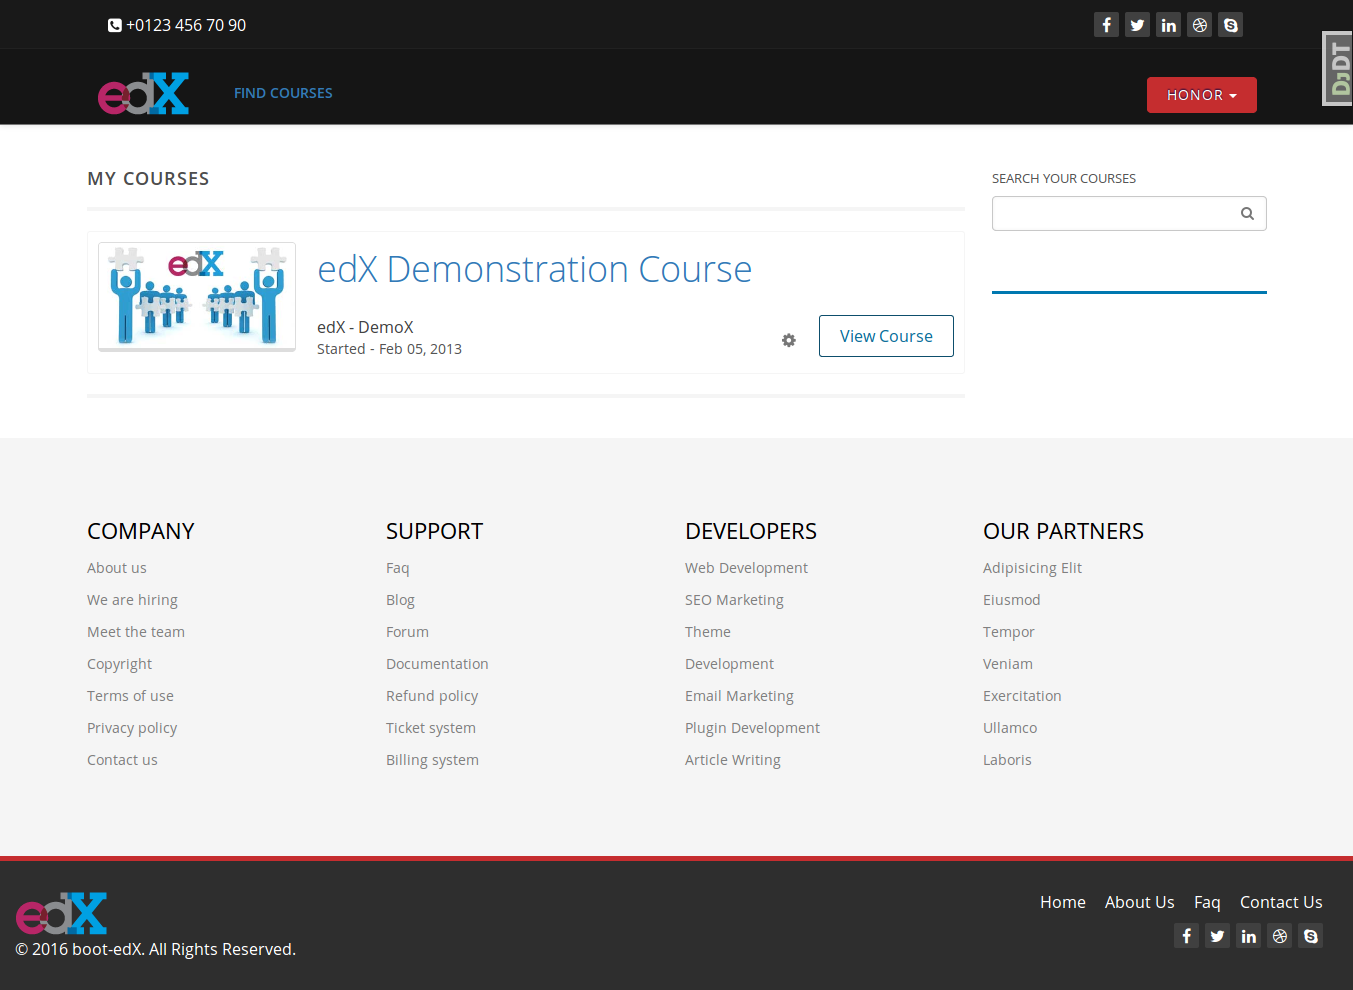 +0123 456 70 90
edX
FIND COURSES
HONOR
DjDT
MY COURSES
SEARCH YOUR COURSES
edX
edX Demonstration Course
edX - DemoX
Started - Feb 05, 2013
View Course
COMPANY
About us
We are hiring
Meet the team
Copyright
Terms of use
Privacy policy
Contact us
SUPPORT
Faq
Blog
Forum
Documentation
Refund policy
Ticket system
Billing system
DEVELOPERS
Web Development
SEO Marketing
Theme
Development
Email Marketing
Plugin Development
Article Writing
OUR PARTNERS
Adipisicing Elit
Eiusmod
Tempor
Veniam
Exercitation
Ullamco
Laboris
edX
© 2016 boot-edX. All Rights Reserved.
Home About Us Faq Contact Us